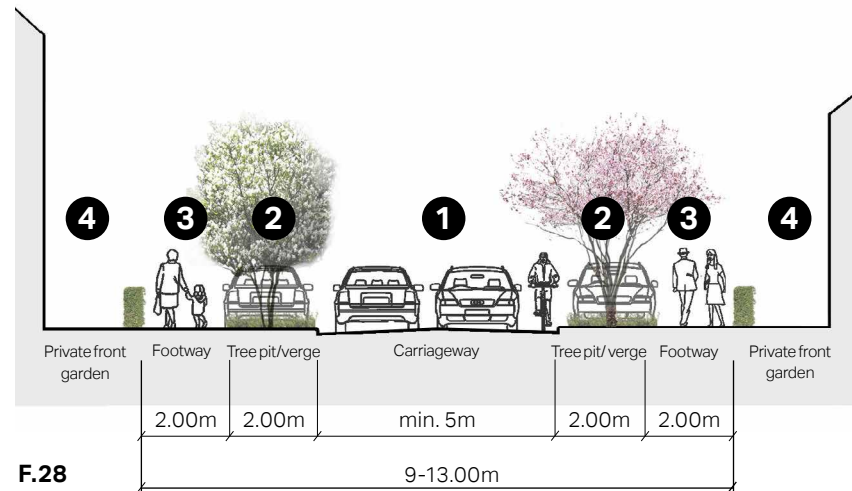 4 3 2 1 2 3 4
Private front garden
Footway
Tree pit/verge
Carriageway
Tree pit/ verge
Footway
Private front garden
2.00m 2.00m min. 5m 2.00m 2.00m
F.28
9-13.00m